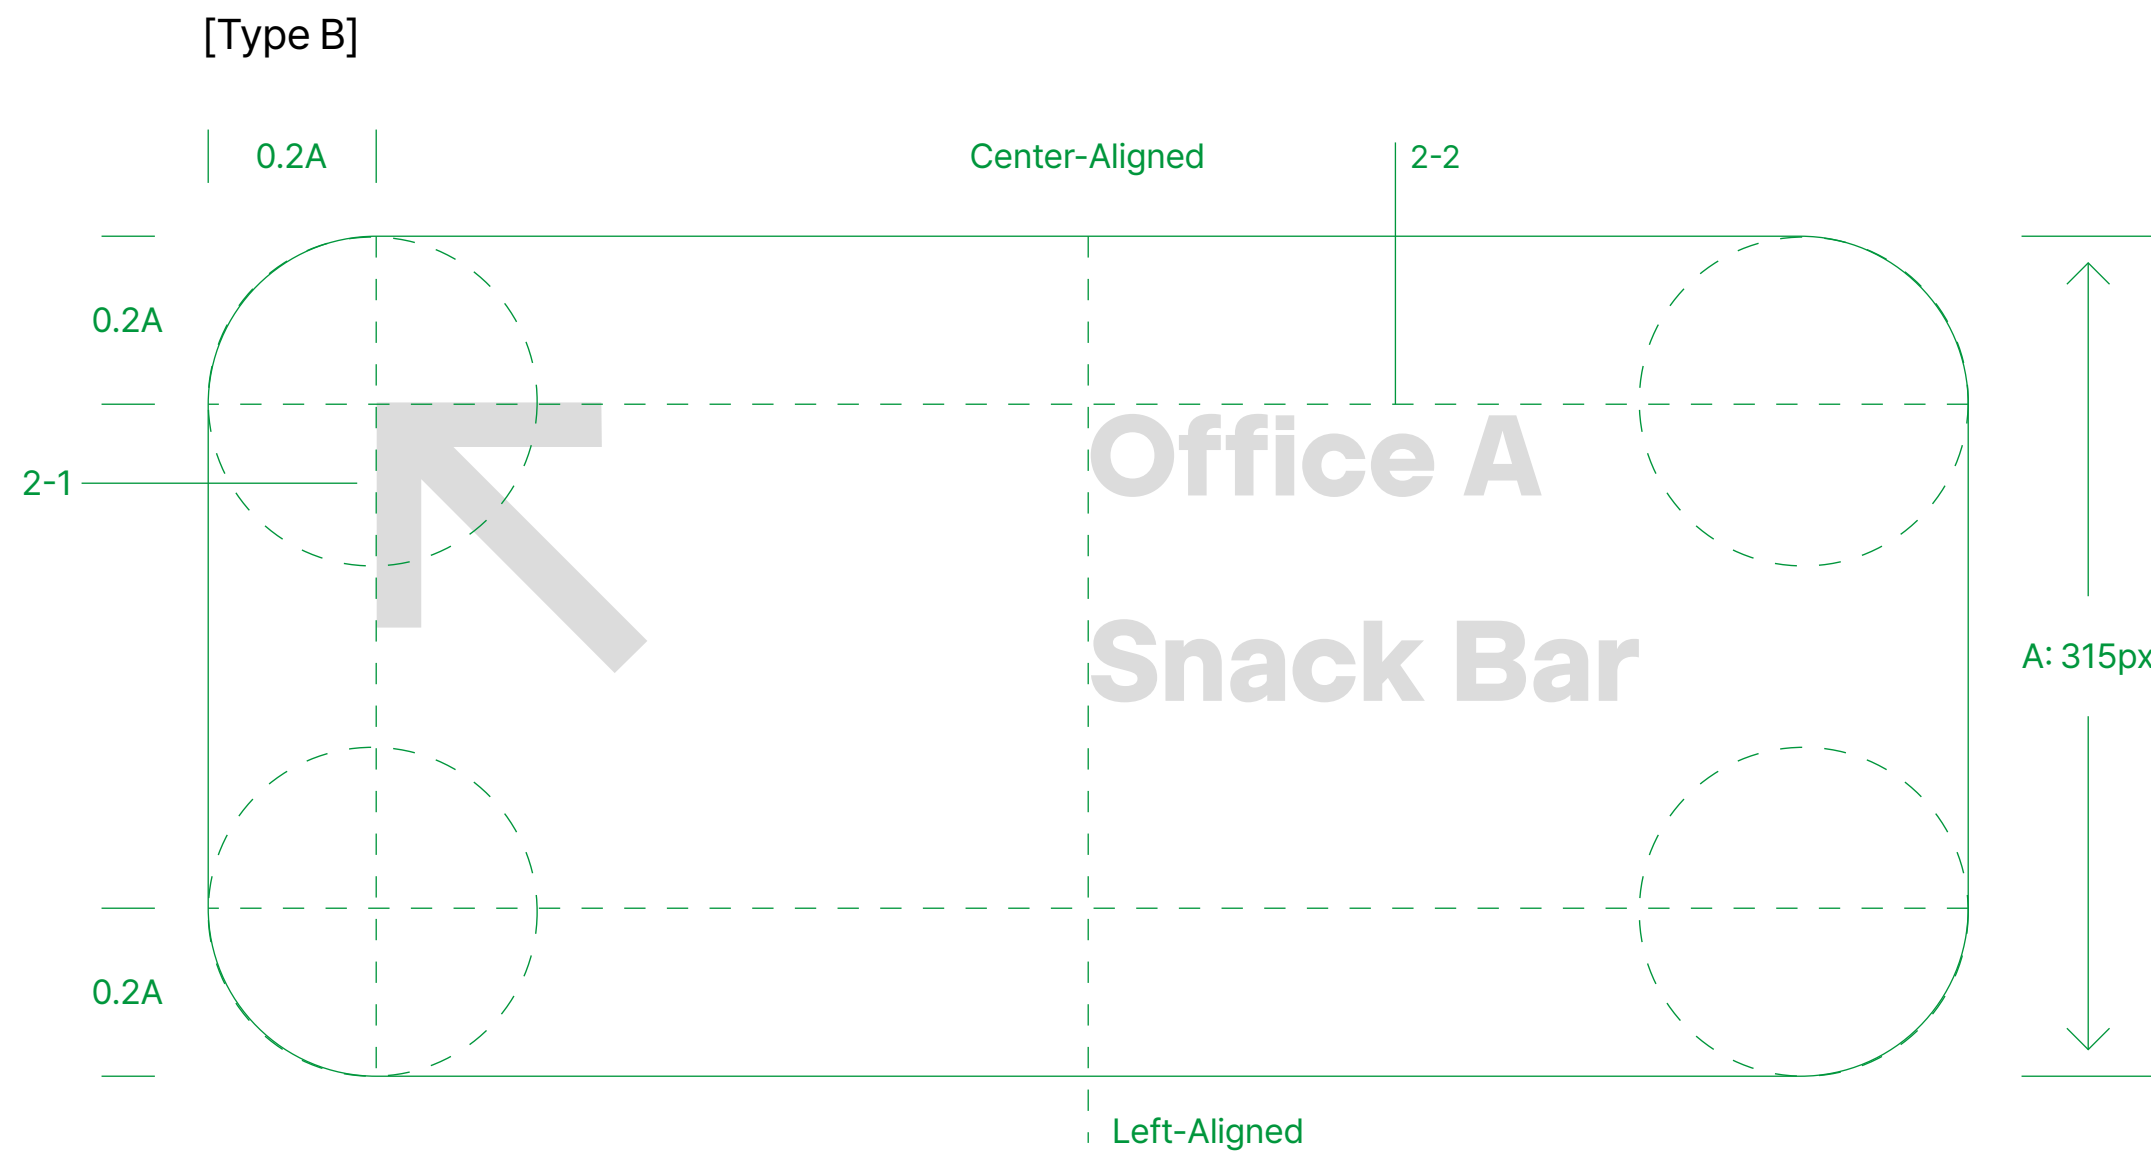 [Type B]
0.2A
Center-Aligned
2-2
0.2A
2-1
Office A
Snack Bar
A: 315px
0.2A
Left-Aligned